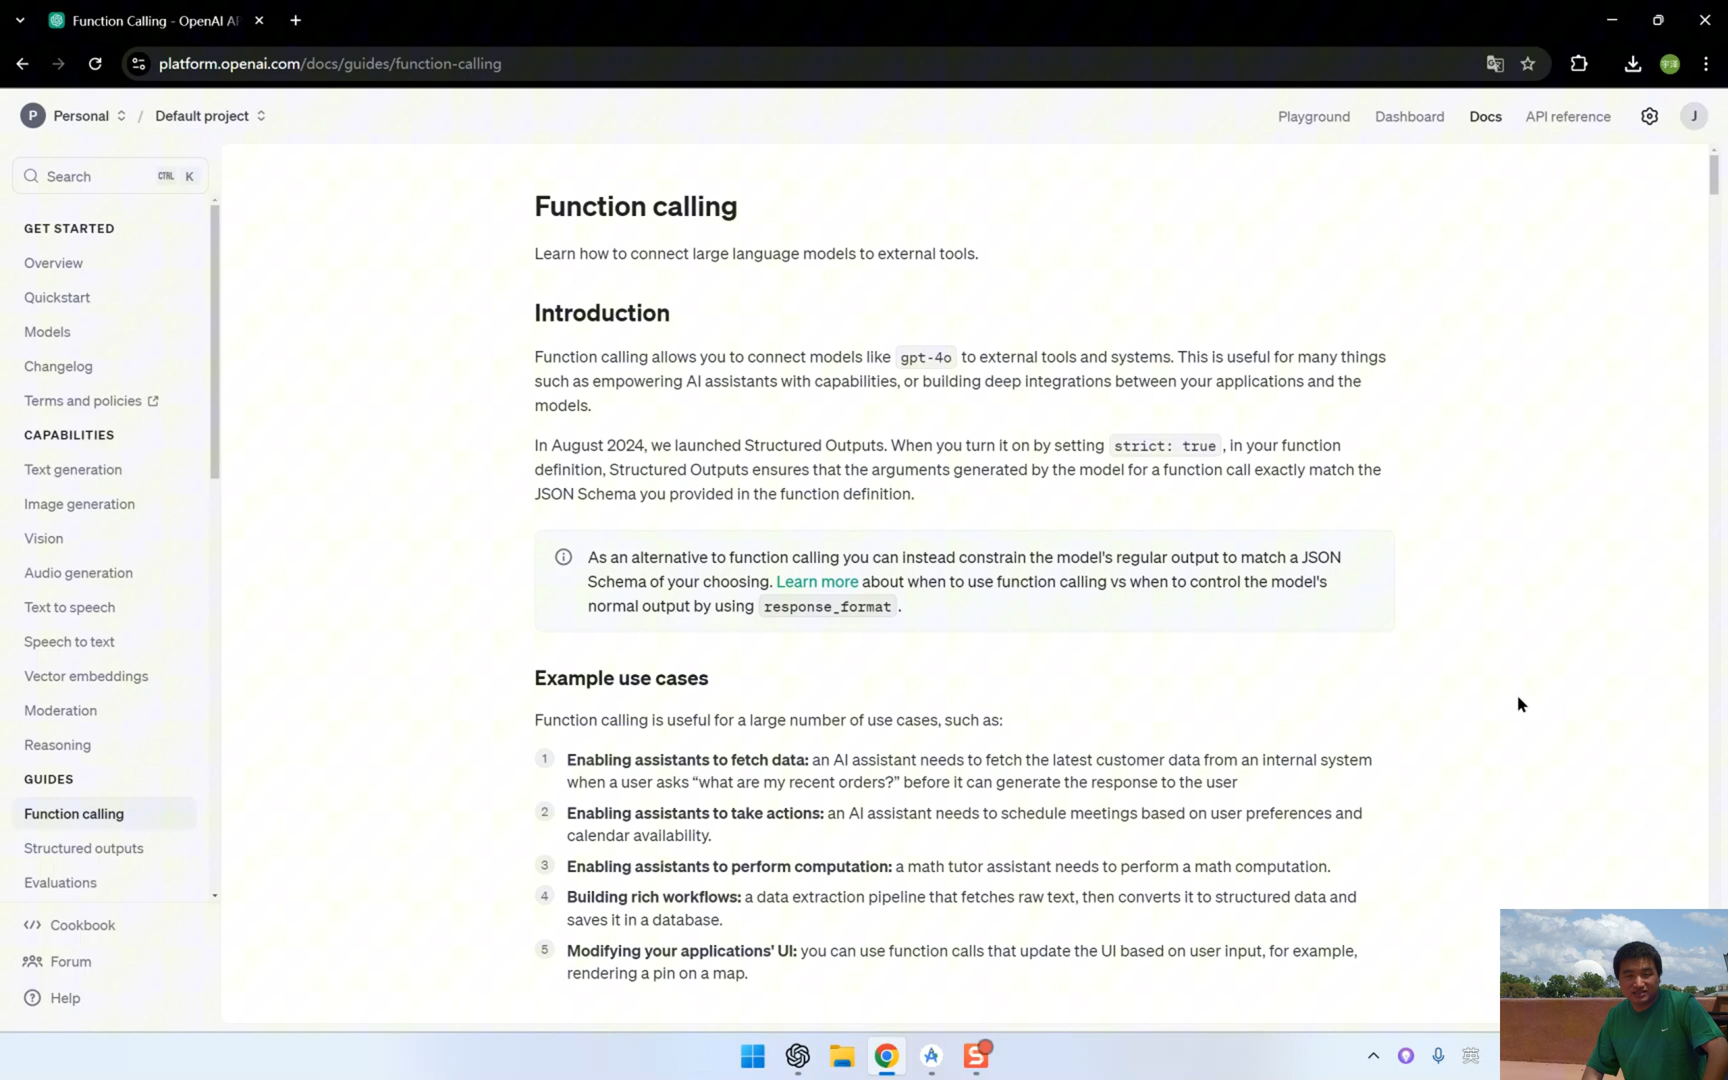 Function Calling - OpenAI AP
platform.openai.com/docs/guides/function-calling
宇泽
P Personal / Default project
Playground Dashboard Docs API reference J
Search CTRL K
GET STARTED
Overview
Quickstart
Models
Changelog
Terms and policies
CAPABILITIES
Text generation
Image generation
Vision
Audio generation
Text to speech
Speech to text
Vector embeddings
Moderation
Reasoning
GUIDES
Function calling
Structured outputs
Evaluations
Cookbook
Forum
Help
Function calling
Learn how to connect large language models to external tools.
Introduction
Function calling allows you to connect models like gpt-4o to external tools and systems. This is useful for many things
such as empowering AI assistants with capabilities, or building deep integrations between your applications and the
models.
In August 2024, we launched Structured Outputs. When you turn it on by setting strict: true , in your function
definition, Structured Outputs ensures that the arguments generated by the model for a function call exactly match the
JSON Schema you provided in the function definition.
As an alternative to function calling you can instead constrain the model's regular output to match a JSON
Schema of your choosing. Learn more about when to use function calling vs when to control the model's
normal output by using response_format .
Example use cases
Function calling is useful for a large number of use cases, such as:
1 Enabling assistants to fetch data: an AI assistant needs to fetch the latest customer data from an internal system
when a user asks “what are my recent orders?” before it can generate the response to the user
2 Enabling assistants to take actions: an AI assistant needs to schedule meetings based on user preferences and
calendar availability.
3 Enabling assistants to perform computation: a math tutor assistant needs to perform a math computation.
4 Building rich workflows: a data extraction pipeline that fetches raw text, then converts it to structured data and
saves it in a database.
5 Modifying your applications' UI: you can use function calls that update the UI based on user input, for example,
rendering a pin on a map.
S
英